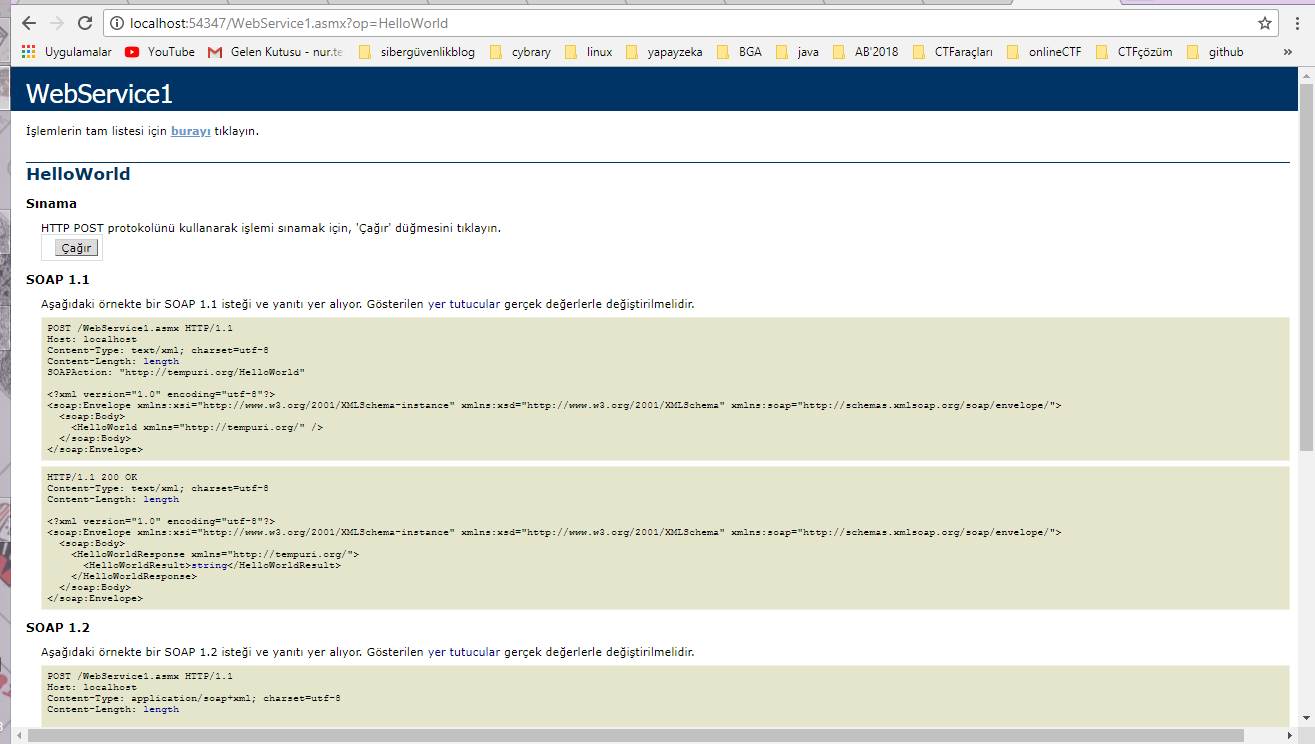 localhost:54347/WebService1.asmx?op=HelloWorld
Uygulamalar YouTube Gelen Kutusu - nur.te sibergüvenlikblog cybrary linux yapayzeka BGA java AB'2018 CTFaraçları onlineCTF CTFçözüm github »
WebService1
İşlemlerin tam listesi için burayı tıklayın.
HelloWorld
Sınama
HTTP POST protokolünü kullanarak işlemi sınamak için, 'Çağır' düğmesini tıklayın.
Çağır
SOAP 1.1
Aşağıdaki örnekte bir SOAP 1.1 isteği ve yanıtı yer alıyor. Gösterilen yer tutucular gerçek değerlerle değiştirilmelidir.
POST /WebService1.asmx HTTP/1.1
Host: localhost
Content-Type: text/xml; charset=utf-8
Content-Length: length
SOAPAction: "http://tempuri.org/HelloWorld"
<?xml version="1.0" encoding="utf-8"?>
<soap:Envelope xmlns:xsi="http://www.w3.org/2001/XMLSchema-instance" xmlns:xsd="http://www.w3.org/2001/XMLSchema" xmlns:soap="http://schemas.xmlsoap.org/soap/envelope/">
<soap:Body>
<HelloWorld xmlns="http://tempuri.org/" />
</soap:Body>
</soap:Envelope>
HTTP/1.1 200 OK
Content-Type: text/xml; charset=utf-8
Content-Length: length
<?xml version="1.0" encoding="utf-8"?>
<soap:Envelope xmlns:xsi="http://www.w3.org/2001/XMLSchema-instance" xmlns:xsd="http://www.w3.org/2001/XMLSchema" xmlns:soap="http://schemas.xmlsoap.org/soap/envelope/">
<soap:Body>
<HelloWorldResponse xmlns="http://tempuri.org/">
<HelloWorldResult>string</HelloWorldResult>
</HelloWorldResponse>
</soap:Body>
</soap:Envelope>
SOAP 1.2
Aşağıdaki örnekte bir SOAP 1.2 isteği ve yanıtı yer alıyor. Gösterilen yer tutucular gerçek değerlerle değiştirilmelidir.
POST /WebService1.asmx HTTP/1.1
Host: localhost
Content-Type: application/soap+xml; charset=utf-8
Content-Length: length